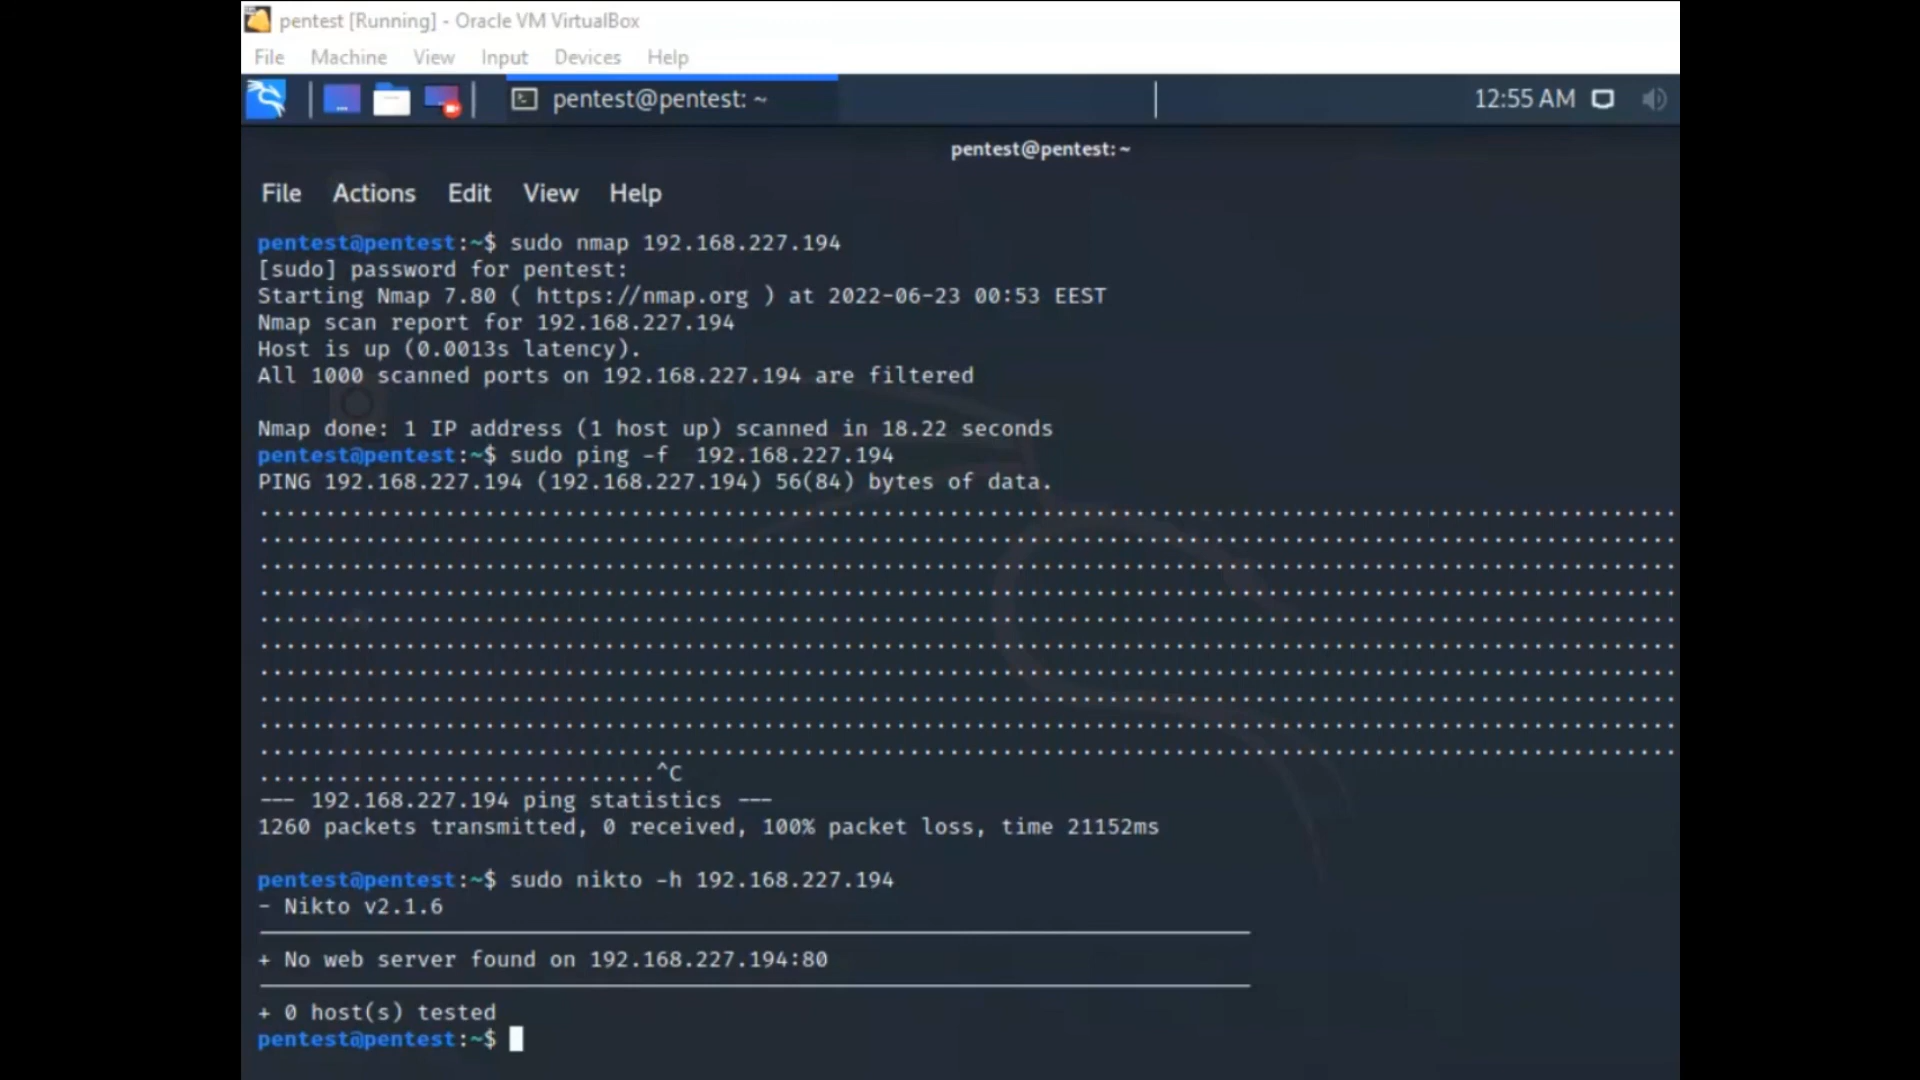 pentest [Running] - Oracle VM VirtualBox
File Machine View Input Devices Help
pentest@pentest: ~
12:55 AM
pentest@pentest: ~
File Actions Edit View Help
pentest@pentest:~$ sudo nmap 192.168.227.194
[sudo] password for pentest:
Starting Nmap 7.80 ( https://nmap.org ) at 2022-06-23 00:53 EEST
Nmap scan report for 192.168.227.194
Host is up (0.0013s latency).
All 1000 scanned ports on 192.168.227.194 are filtered
Nmap done: 1 IP address (1 host up) scanned in 18.22 seconds
pentest@pentest:~$ sudo ping -f  192.168.227.194
PING 192.168.227.194 (192.168.227.194) 56(84) bytes of data.
...........................................................................................................
...........................................................................................................
...........................................................................................................
...........................................................................................................
...........................................................................................................
...........................................................................................................
...........................................................................................................
...........................................................................................................
...........................................................................................................
...........................................................................................................
..............................^C
--- 192.168.227.194 ping statistics ---
1260 packets transmitted, 0 received, 100% packet loss, time 21152ms
pentest@pentest:~$ sudo nikto -h 192.168.227.194
- Nikto v2.1.6
---------------------------------------------------------------------------
+ No web server found on 192.168.227.194:80
---------------------------------------------------------------------------
+ 0 host(s) tested
pentest@pentest:~$